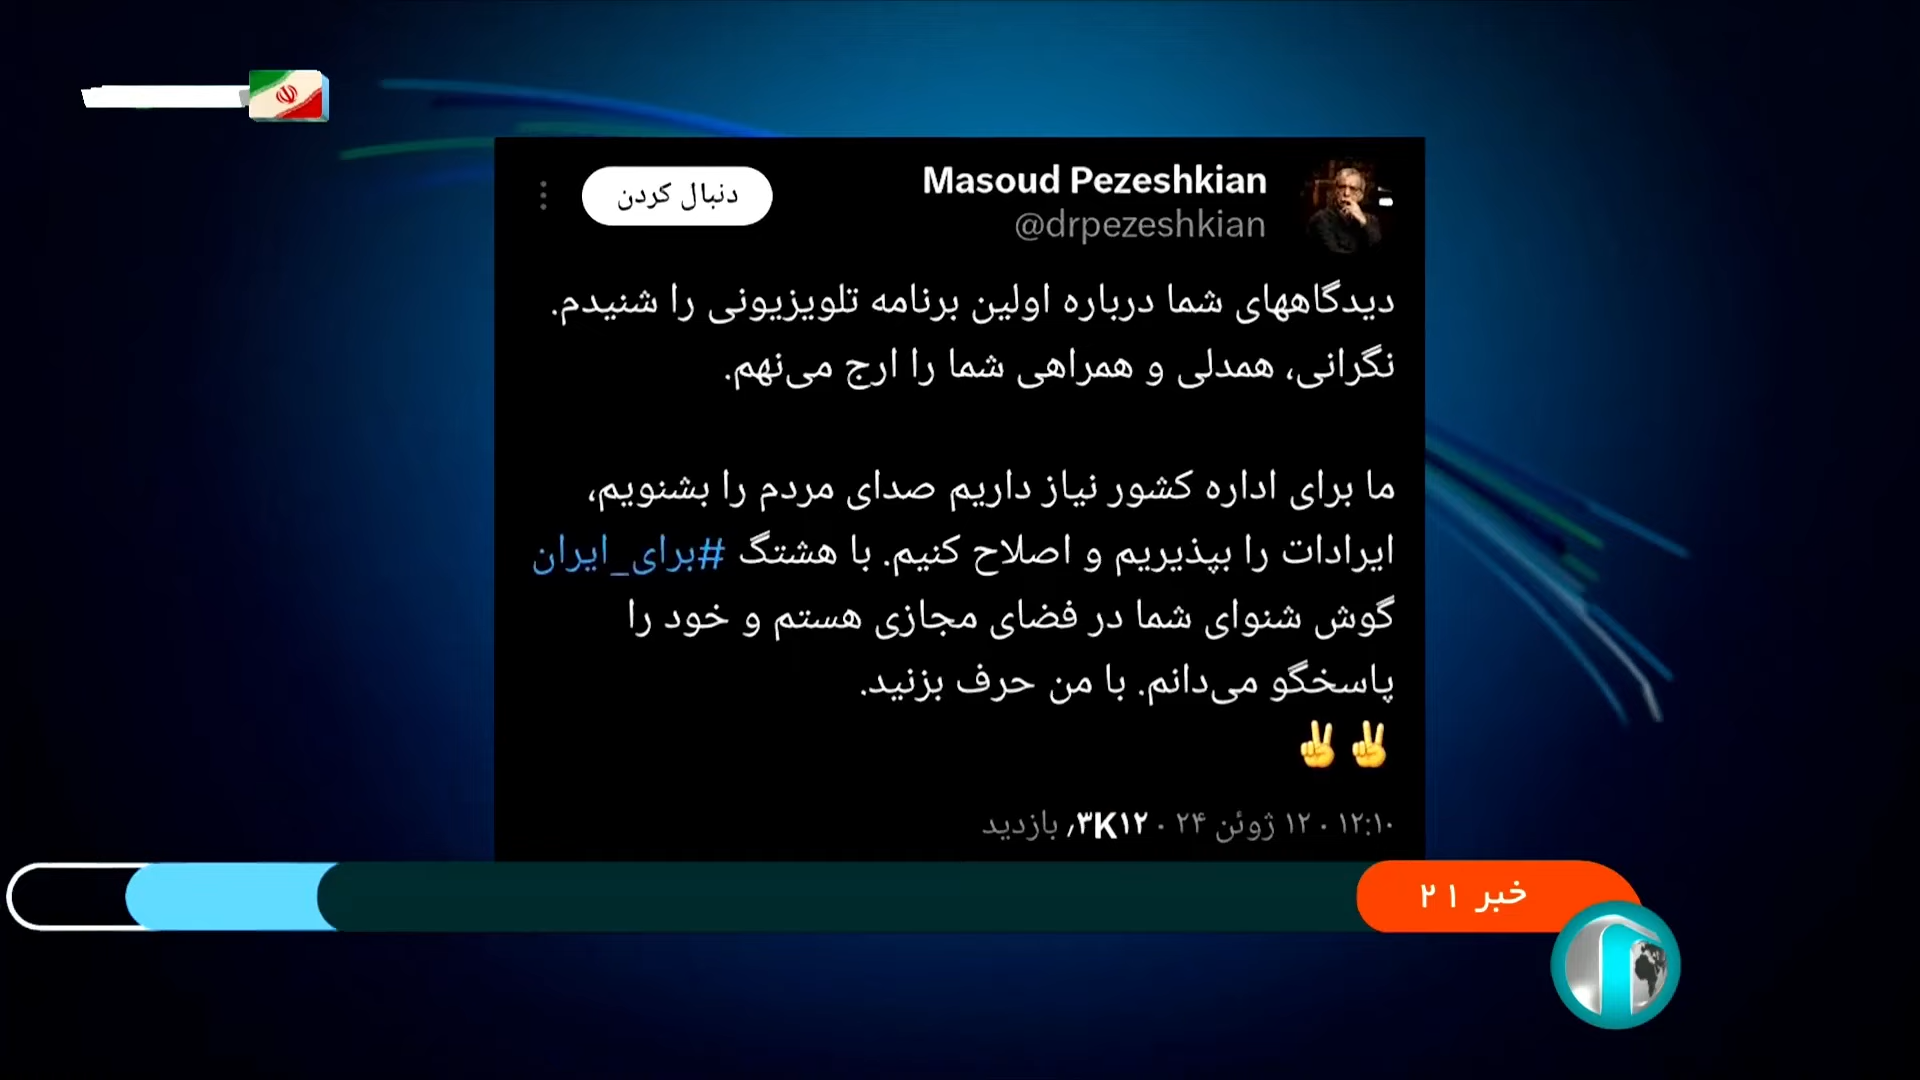 Masoud Pezeshkian
@drpezeshkian
دنبال کردن
دیدگاههای شما درباره اولین برنامه تلویزیونی را شنیدم.
نگرانی، همدلی و همراهی شما را ارج می‌نهم.
ما برای اداره کشور نیاز داریم صدای مردم را بشنویم،
ایرادات را بپذیریم و اصلاح کنیم. با هشتگ #برای_ایران
گوش شنوای شما در فضای مجازی هستم و خود را
پاسخگو می‌دانم. با من حرف بزنید.
✌️✌️
۱۲:۱۰ · ۱۲ ژوئن ۲۴ · ۱۲K۳٫ بازدید
خبر ۲۱